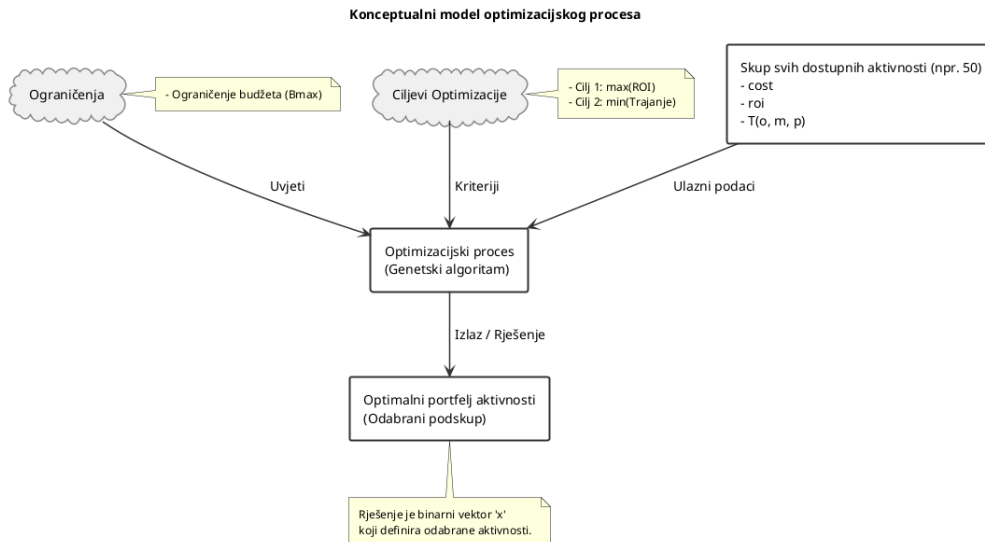 Konceptualni model optimizacijskog procesa
Ograničenja
- Ograničenje budžeta (Bmax)
Ciljevi Optimizacije
- Cilj 1: max(ROI)
- Cilj 2: min(Trajanje)
Skup svih dostupnih aktivnosti (npr. 50)
- cost
- roi
- T(o, m, p)
Uvjeti
Kriteriji
Ulazni podaci
Optimizacijski proces
(Genetski algoritam)
Izlaz / Rješenje
Optimalni portfelj aktivnosti
(Odabrani podskup)
Rješenje je binarni vektor 'x'
koji definira odabrane aktivnosti.